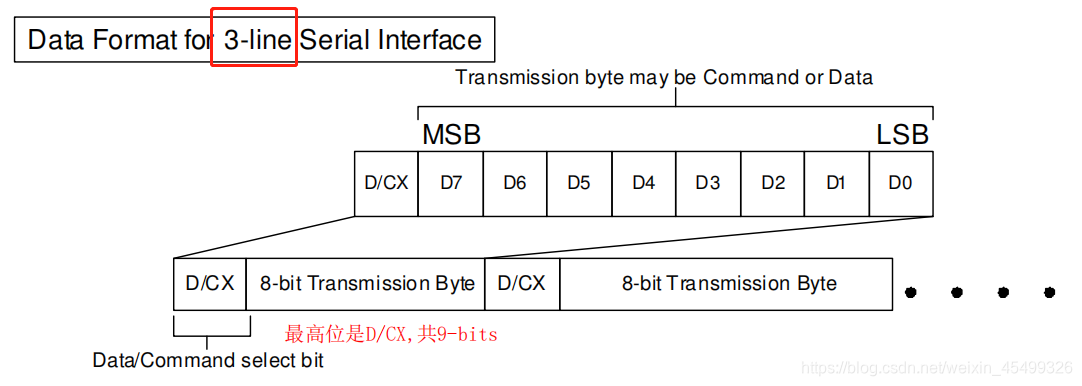 Data Format for 3-line Serial Interface
Transmission byte may be Command or Data
MSB LSB
D/CX D7 D6 D5 D4 D3 D2 D1 D0
D/CX 8-bit Transmission Byte D/CX 8-bit Transmission Byte
最高位是D/CX,共9-bits
Data/Command select bit
https://blog.csdn.net/weixin_45499326